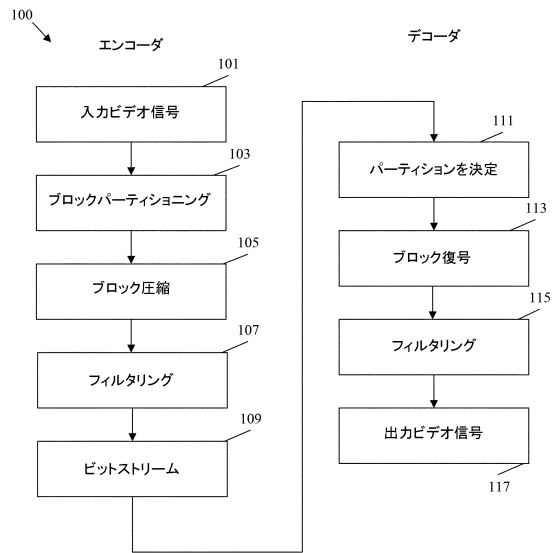 100
エンコーダ
101
入力ビデオ信号
103
ブロックパーティショニング
105
ブロック圧縮
107
フィルタリング
109
ビットストリーム
デコーダ
111
パーティションを決定
113
ブロック復号
115
フィルタリング
出力ビデオ信号
117